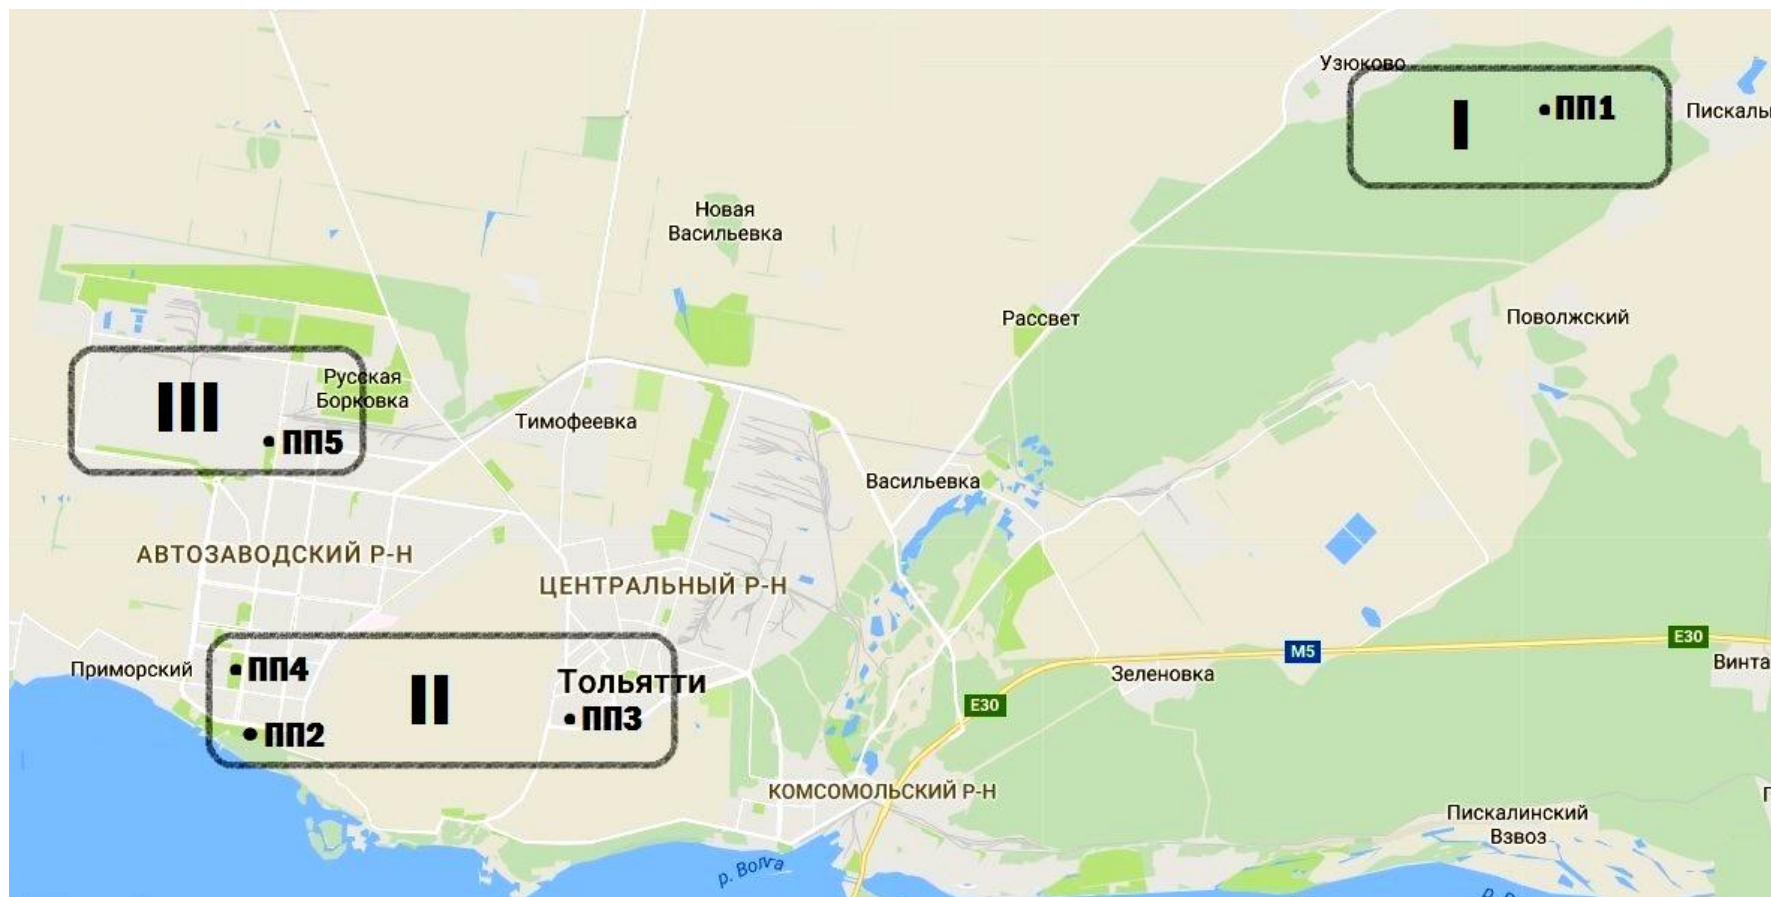 Узюково
I
ПП1
Пискалы
Новая
Васильевка
Рассвет
Поволжский
III
Русская
Борковка
ПП5
Тимофеевка
Васильевка
АВТОЗАВОДСКИЙ Р-Н
ЦЕНТРАЛЬНЫЙ Р-Н
E30
M5
Винта
Приморский
ПП4
II
Тольятти
ПП3
Зеленовка
E30
ПП2
КОМСОМОЛЬСКИЙ Р-Н
Пискалинский
Взвоз
р. Волга